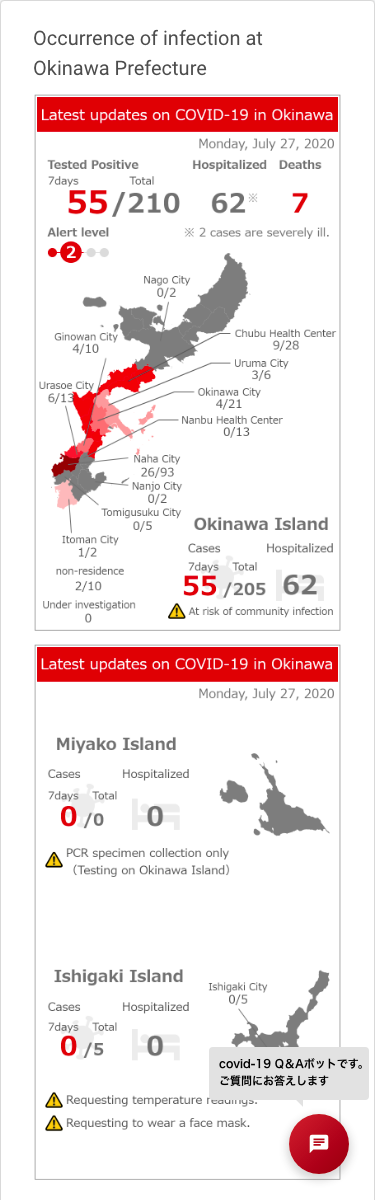 Occurrence of infection at
Okinawa Prefecture
Latest updates on COVID-19 in Okinawa
Monday, July 27, 2020
Tested Positive Hospitalized Deaths
7days Total
55/210 62※ 7
Alert level ※ 2 cases are severely ill.
2
Nago City
0/2
Ginowan City
4/10
Chubu Health Center
9/28
Uruma City
3/6
Urasoe City
6/13
Okinawa City
4/21
Nanbu Health Center
0/13
Naha City
26/93
Nanjo City
0/2
Tomigusuku City
0/5
Itoman City
1/2
non-residence
2/10
Under investigation
0
Okinawa Island
Cases Hospitalized
7days Total
55/205 62
At risk of community infection
Latest updates on COVID-19 in Okinawa
Monday, July 27, 2020
Miyako Island
Cases Hospitalized
7days Total
0/0 0
PCR specimen collection only
（Testing on Okinawa Island）
Ishigaki Island
Ishigaki City
0/5
Cases Hospitalized
7days Total
0/5 0
covid-19 Q&Aボットです。
ご質問にお答えします
Requesting temperature readings.
Requesting to wear a face mask.